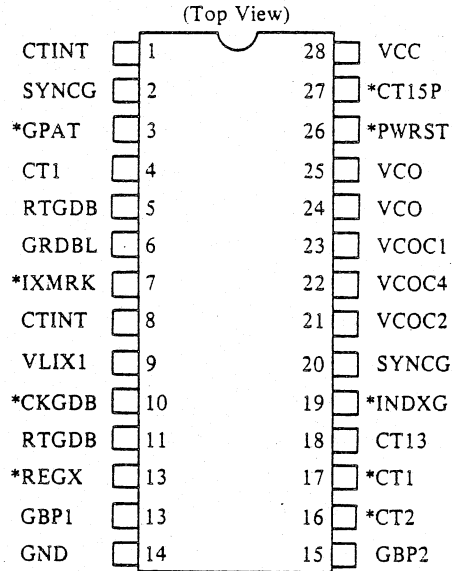 (Top View)
CTINT 1 28 VCC
SYNCG 2 27 *CT15P
*GPAT 3 26 *PWRST
CT1 4 25 VCO
RTGDB 5 24 VCO
GRDBL 6 23 VCOC1
*IXMRK 7 22 VCOC4
CTINT 8 21 VCOC2
VLIX1 9 20 SYNCG
*CKGDB 10 19 *INDXG
RTGDB 11 18 CT13
*REGX 13 17 *CT1
GBP1 13 16 *CT2
GND 14 15 GBP2